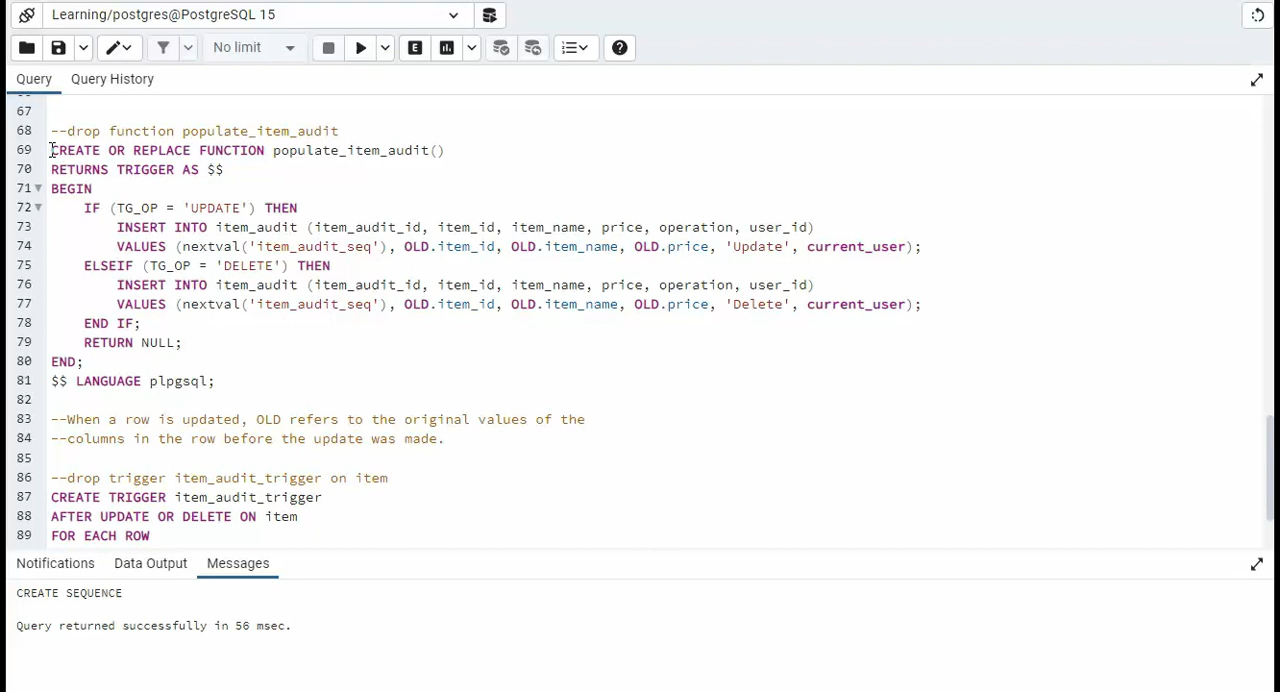 Learning/postgres@PostgreSQL 15
No limit
E
Query Query History
67
68 --drop function populate_item_audit
69 CREATE OR REPLACE FUNCTION populate_item_audit()
70 RETURNS TRIGGER AS $$
71 BEGIN
72 IF (TG_OP = 'UPDATE') THEN
73 INSERT INTO item_audit (item_audit_id, item_id, item_name, price, operation, user_id)
74 VALUES (nextval('item_audit_seq'), OLD.item_id, OLD.item_name, OLD.price, 'Update', current_user);
75 ELSEIF (TG_OP = 'DELETE') THEN
76 INSERT INTO item_audit (item_audit_id, item_id, item_name, price, operation, user_id)
77 VALUES (nextval('item_audit_seq'), OLD.item_id, OLD.item_name, OLD.price, 'Delete', current_user);
78 END IF;
79 RETURN NULL;
80 END;
81 $$ LANGUAGE plpgsql;
82
83 --When a row is updated, OLD refers to the original values of the
84 --columns in the row before the update was made.
85
86 --drop trigger item_audit_trigger on item
87 CREATE TRIGGER item_audit_trigger
88 AFTER UPDATE OR DELETE ON item
89 FOR EACH ROW
Notifications Data Output Messages
CREATE SEQUENCE
Query returned successfully in 56 msec.